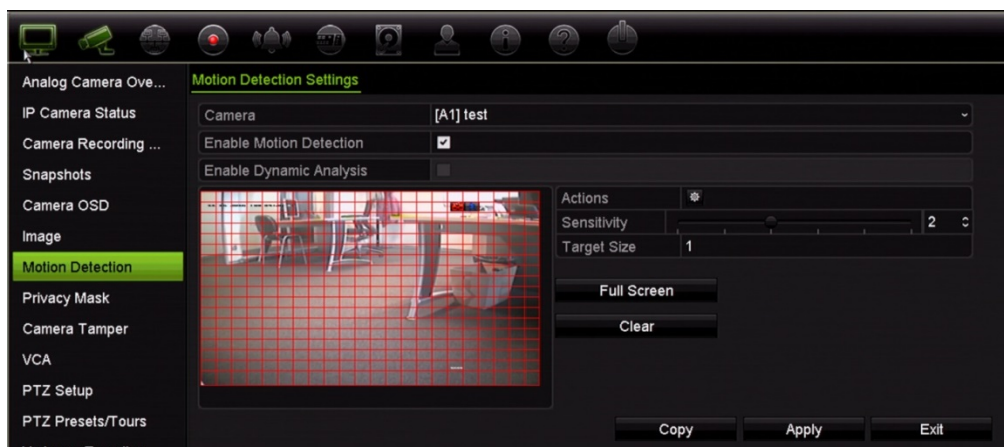 Analog Camera Ove...
IP Camera Status
Camera Recording ...
Snapshots
Camera OSD
Image
Motion Detection
Privacy Mask
Camera Tamper
VCA
PTZ Setup
PTZ Presets/Tours
Motion Detection Settings
Camera [A1] test
Enable Motion Detection
Enable Dynamic Analysis
Actions
Sensitivity 2
Target Size 1
Full Screen
Clear
Copy Apply Exit